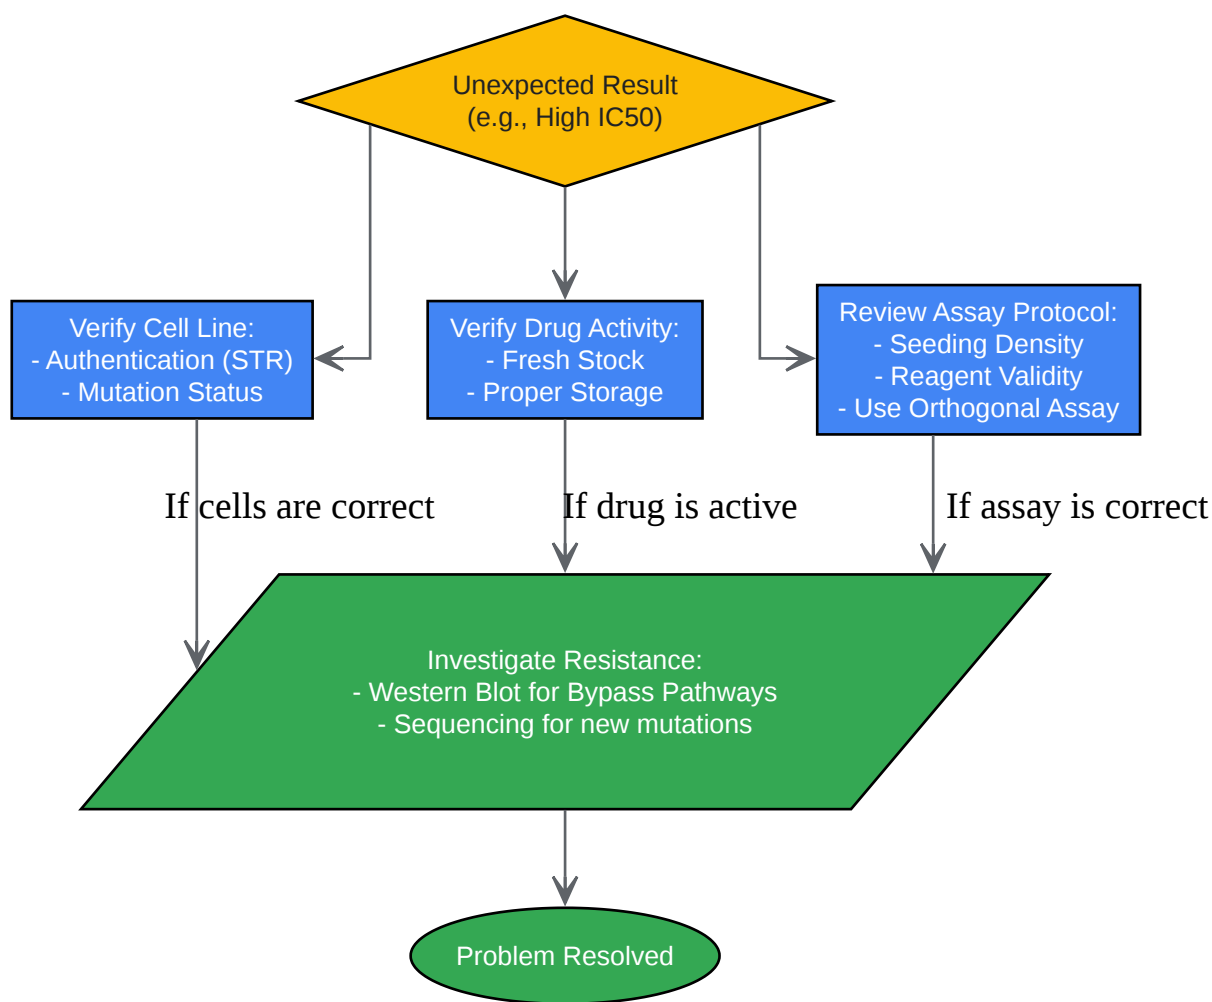 Unexpected Result
(e.g., High IC50)
Verify Cell Line:
- Authentication (STR)
- Mutation Status
Verify Drug Activity:
- Fresh Stock
- Proper Storage
Review Assay Protocol:
- Seeding Density
- Reagent Validity
- Use Orthogonal Assay
If cells are correct
If drug is active
If assay is correct
Investigate Resistance:
- Western Blot for Bypass Pathways
- Sequencing for new mutations
Problem Resolved